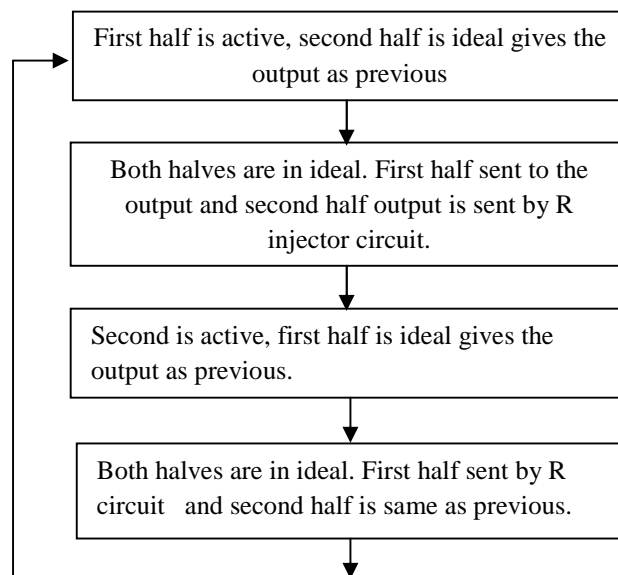 First half is active, second half is ideal gives the
output as previous
Both halves are in ideal. First half sent to the
output and second half output is sent by R
injector circuit.
Second is active, first half is ideal gives the
output as previous.
Both halves are in ideal. First half sent by R
circuit and second half is same as previous.